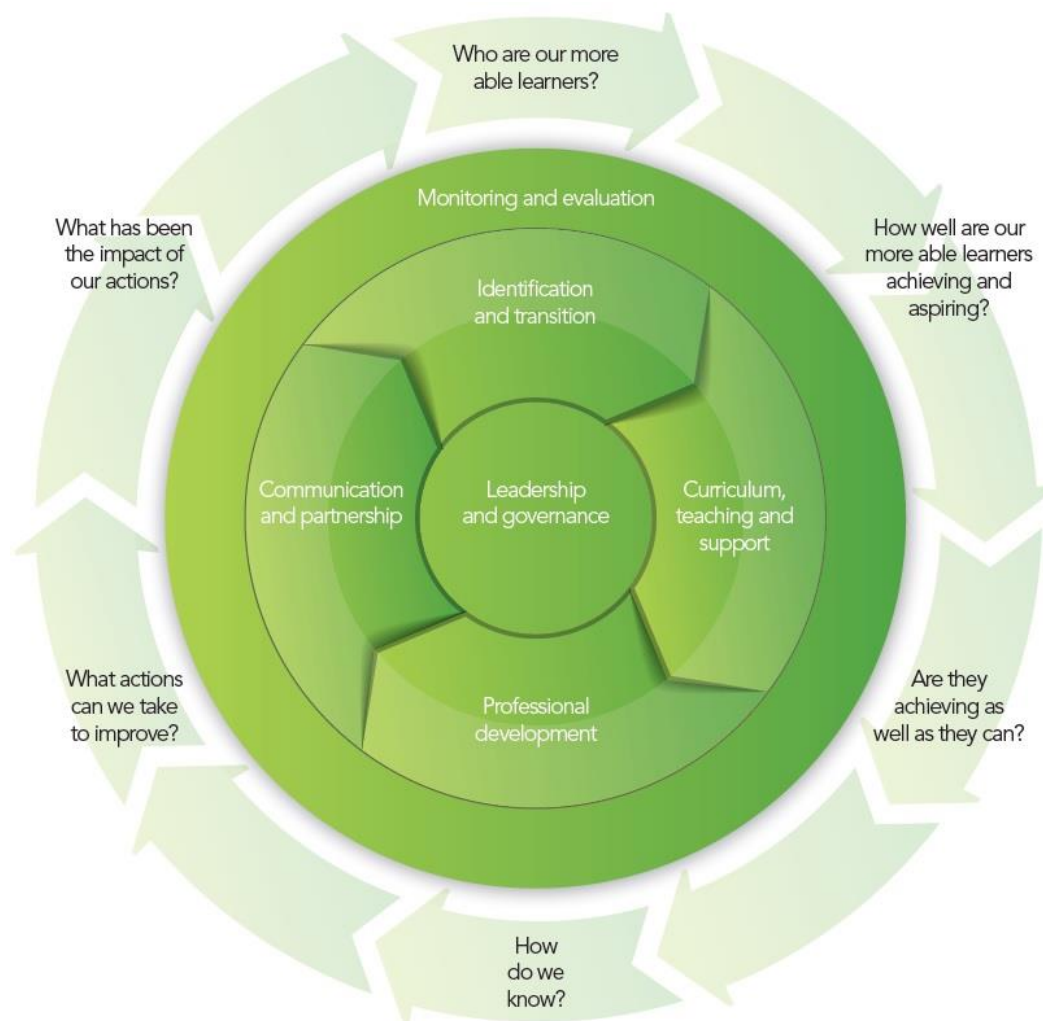 Who are our more
able learners?
Monitoring and evaluation
What has been
the impact of
our actions?
How well are our
more able learners
achieving and
aspiring?
Identification
and transition
Communication
and partnership
Leadership
and governance
Curriculum,
teaching and
support
What actions
can we take
to improve?
Professional
development
Are they
achieving as
well as they can?
How
do we
know?